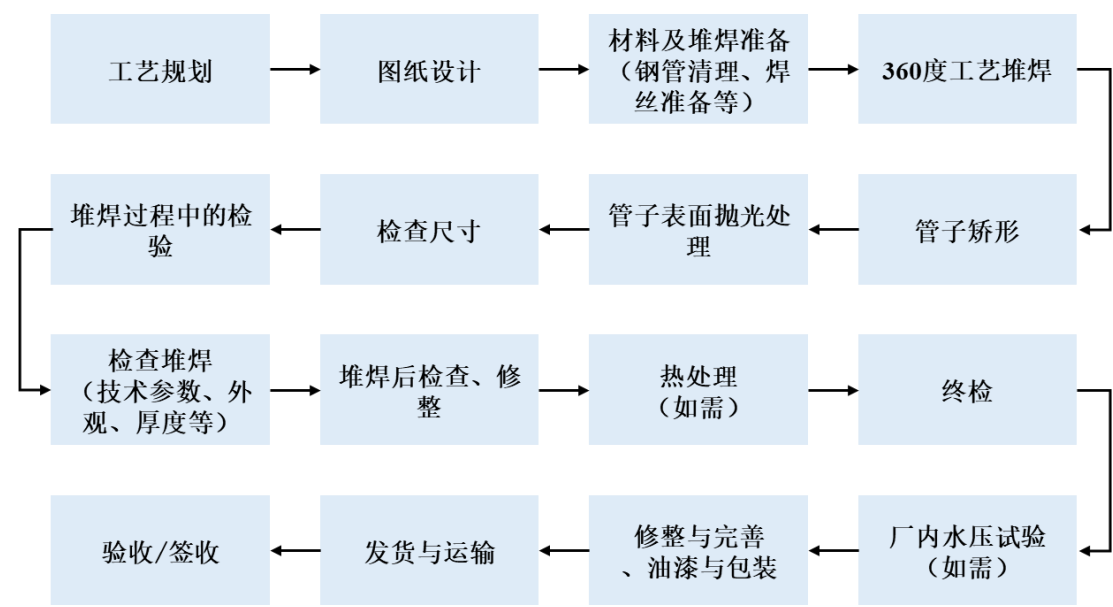 工艺规划
图纸设计
材料及堆焊准备
（钢管清理、焊
丝准备等）
360度工艺堆焊
管子矫形
管子表面抛光处
理
检查尺寸
堆焊过程中的检
验
检查堆焊
（技术参数、外
观、厚度等）
堆焊后检查、修
整
热处理
（如需）
终检
厂内水压试验
（如需）
修整与完善
、油漆与包装
发货与运输
验收/签收